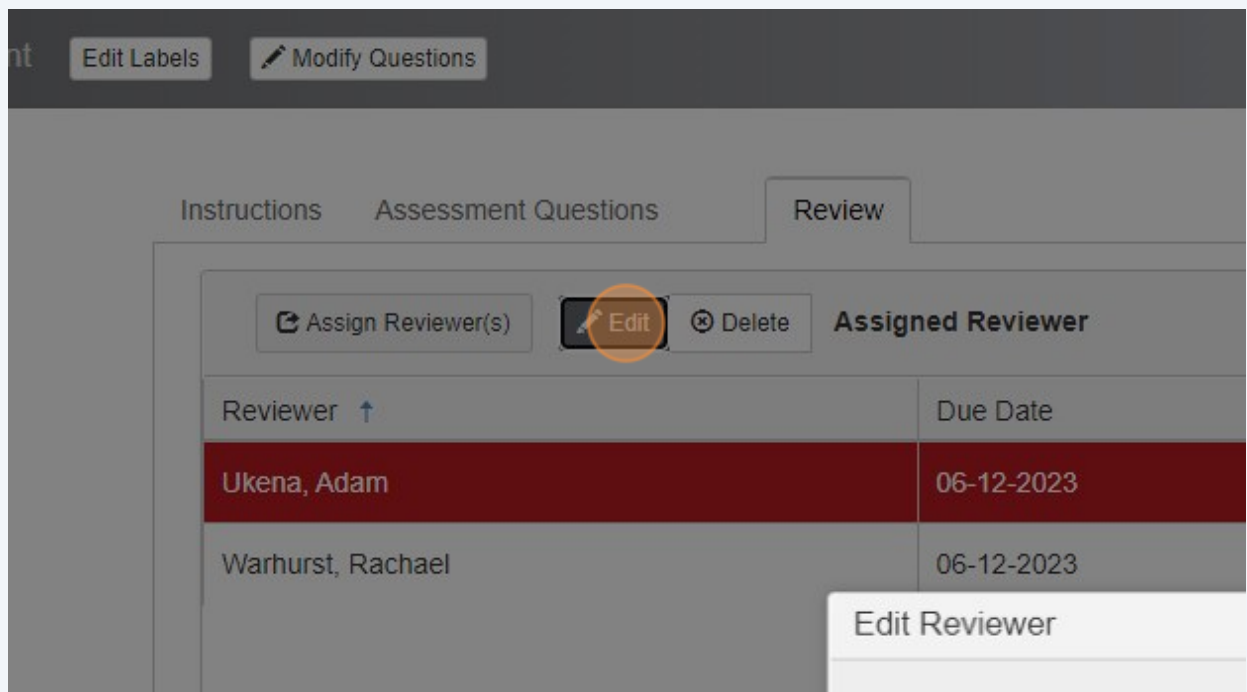 nt Edit Labels Modify Questions
Instructions Assessment Questions Review
Assign Reviewer(s) Edit Delete Assigned Reviewer
Reviewer ↑ Due Date
Ukena, Adam 06-12-2023
Warhurst, Rachael 06-12-2023
Edit Reviewer